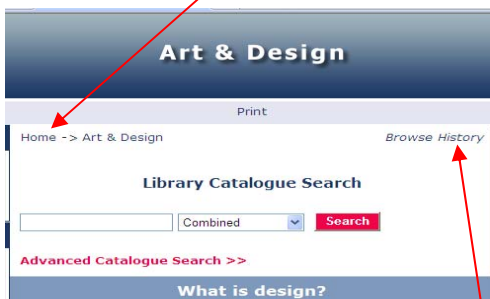 Art & Design
Print
Home -> Art & Design Browse History
Library Catalogue Search
Combined Search
Advanced Catalogue Search >>
What is design?